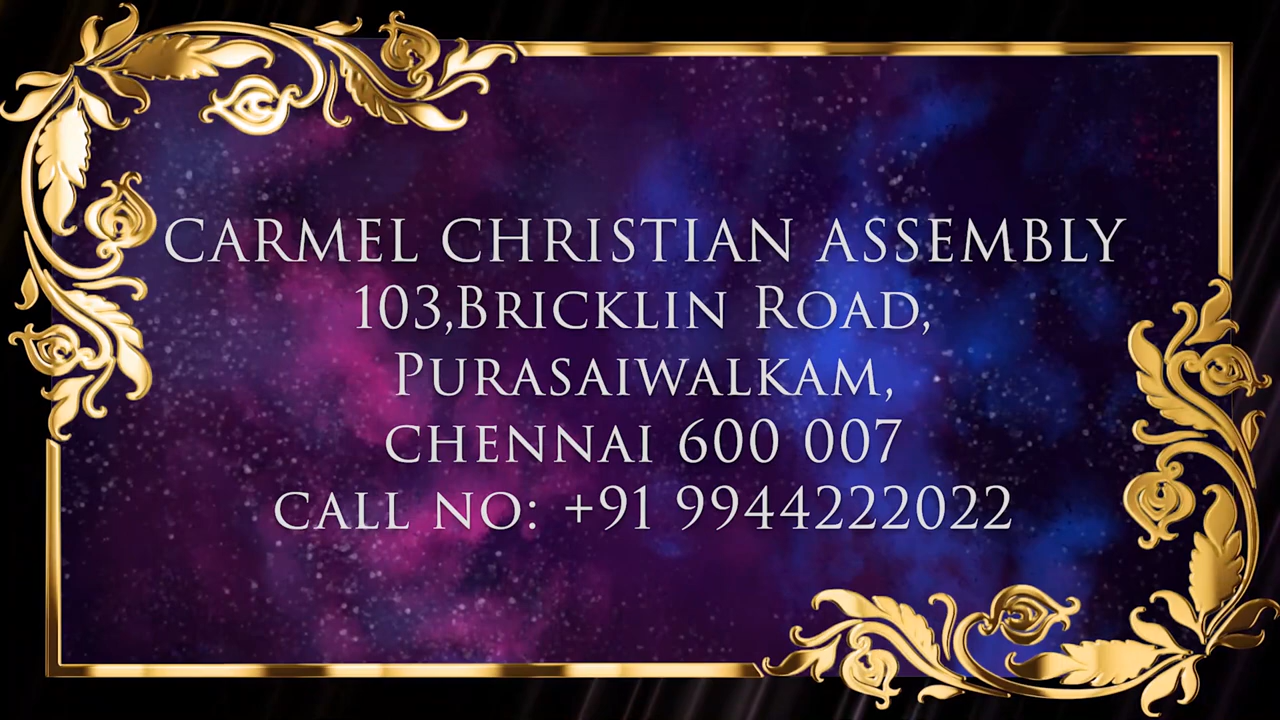 CARMEL CHRISTIAN ASSEMBLY
103,Bricklin Road,
Purasaiwalkam,
chennai 600 007
call no: +91 9944222022